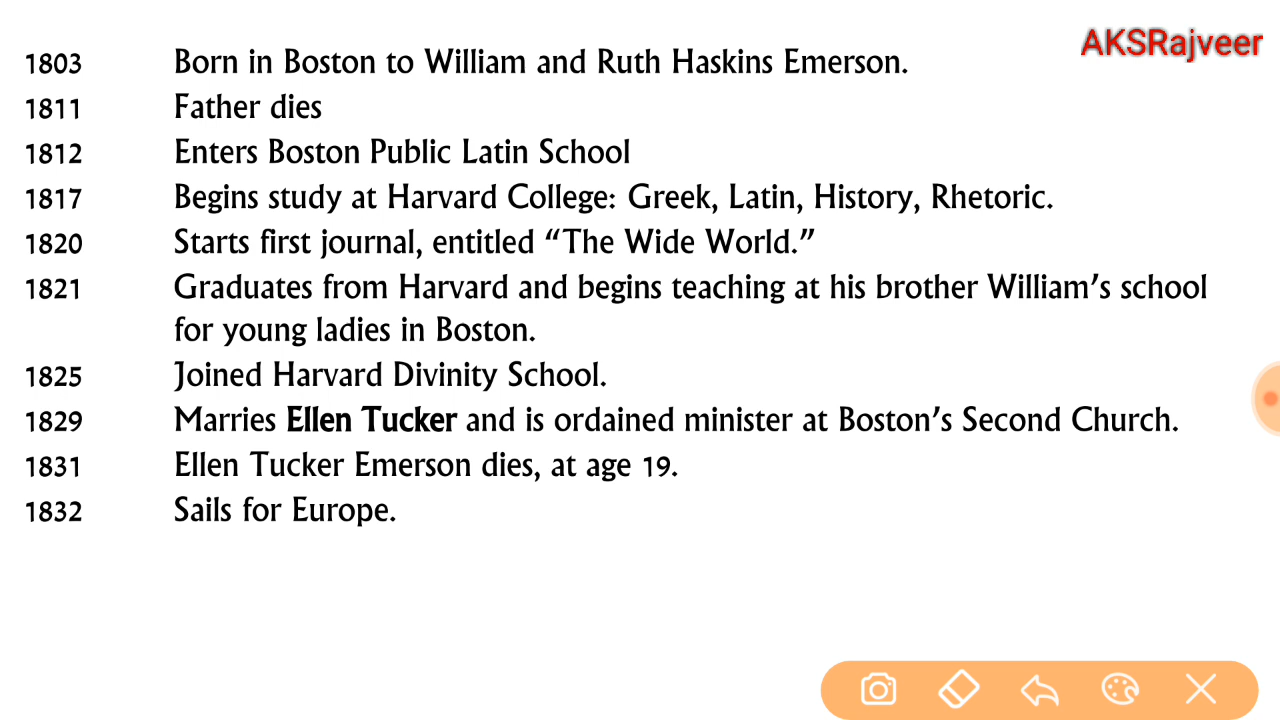 AKSRajveer
1803 Born in Boston to William and Ruth Haskins Emerson.
1811 Father dies
1812 Enters Boston Public Latin School
1817 Begins study at Harvard College: Greek, Latin, History, Rhetoric.
1820 Starts first journal, entitled “The Wide World.”
1821 Graduates from Harvard and begins teaching at his brother William’s school
for young ladies in Boston.
1825 Joined Harvard Divinity School.
1829 Marries Ellen Tucker and is ordained minister at Boston’s Second Church.
1831 Ellen Tucker Emerson dies, at age 19.
1832 Sails for Europe.